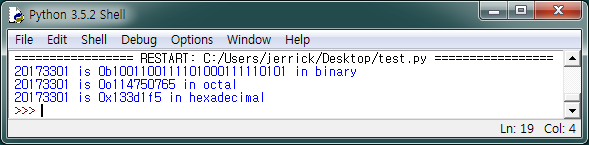 Python 3.5.2 Shell
File Edit Shell Debug Options Window Help
================= RESTART: C:/Users/jerrick/Desktop/test.py =================
20173301 is 0b1001100111101000111110101 in binary
20173301 is 0o114750765 in octal
20173301 is 0x133d1f5 in hexadecimal
>>>
Ln: 19 Col: 4